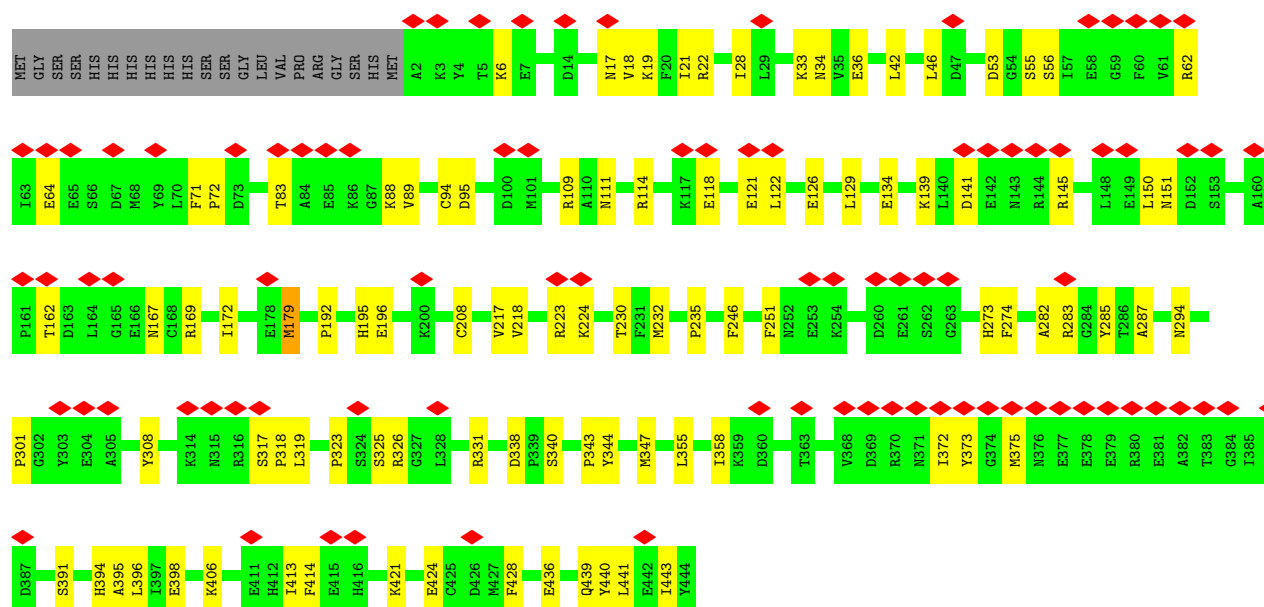 MET GLY SER SER HIS HIS HIS HIS HIS HIS SER SER GLY LEU VAL PRO ARG GLY SER HIS MET A2 K3 Y4 T5 K6 E7 D14 N17 V18 K19 F20 I21 R22 I28 L29 K33 N34 V35 E36 L42 L46 D47 D53 G54 S55 S56 I57 E58 G59 F60 V61 R62
I63 E64 E65 S66 D67 M68 Y69 L70 F71 P72 D73 T83 A84 E85 K86 G87 K88 V89 C94 D95 D100 M101 R109 A110 N111 R114 K117 E118 E121 L122 E126 L129 E134 K139 L140 D141 E142 N143 R144 R145 L148 E149 L150 N151 D152 S153 A160
P161 T162 D163 L164 G165 E166 N167 C168 R169 I172 E178 M179 P192 H195 E196 K200 C208 V217 V218 R223 K224 T230 F231 M232 P235 F246 F251 N252 E253 K254 D260 E261 S262 G263 H273 F274 A282 R283 G284 Y285 T286 A287 N294
P301 G302 Y303 E304 A305 Y308 K314 N315 R316 S317 P318 L319 P323 S324 S325 R326 G327 L328 R331 D338 P339 S340 P343 Y344 M347 L355 I358 K359 D360 T363 V368 D369 R370 N371 I372 Y373 G374 M375 N376 E377 E378 E379 R380 E381 A382 T383 G384 I385
D387 S391 H394 A395 L396 I397 E398 K406 E411 H412 I413 F414 E415 H416 K421 E424 C425 D426 M427 F428 E436 Q439 Y440 L441 E442 I443 Y444